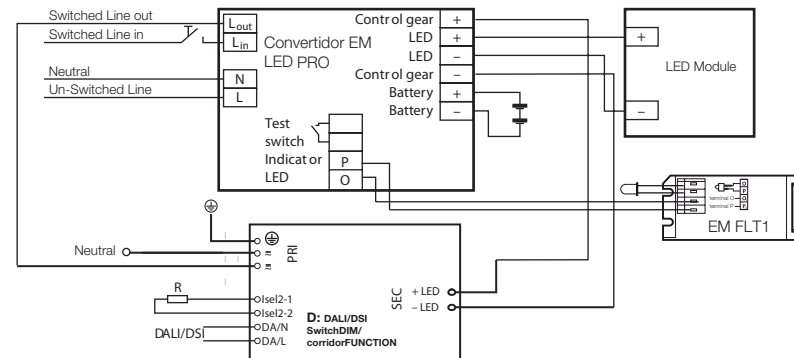 Switched Line out
Switched Line in
Neutral
Un-Switched Line
Lout
Lin
N
L
Convertidor EM
LED PRO
Control gear +
LED +
LED –
Control gear –
Battery +
Battery –
Test
switch
Indicator
LED
P
O
+
LED Module
–
O
P
terminal O
O
terminal P
P
EM FLT1
Neutral
PRI
R
Isel2-1
Isel2-2
DALI/DSI
DA/N
DA/L
D: DALI/DSI
SwitchDIM/
corridorFUNCTION
SEC
+ LED
– LED